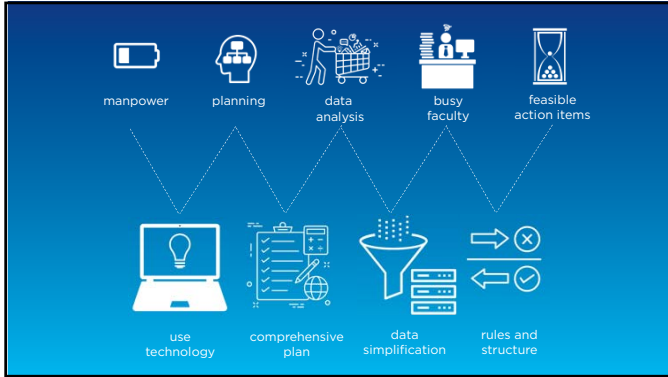 manpower
planning
data
analysis
busy
faculty
feasible
action items
use
technology
comprehensive
plan
data
simplification
rules and
structure